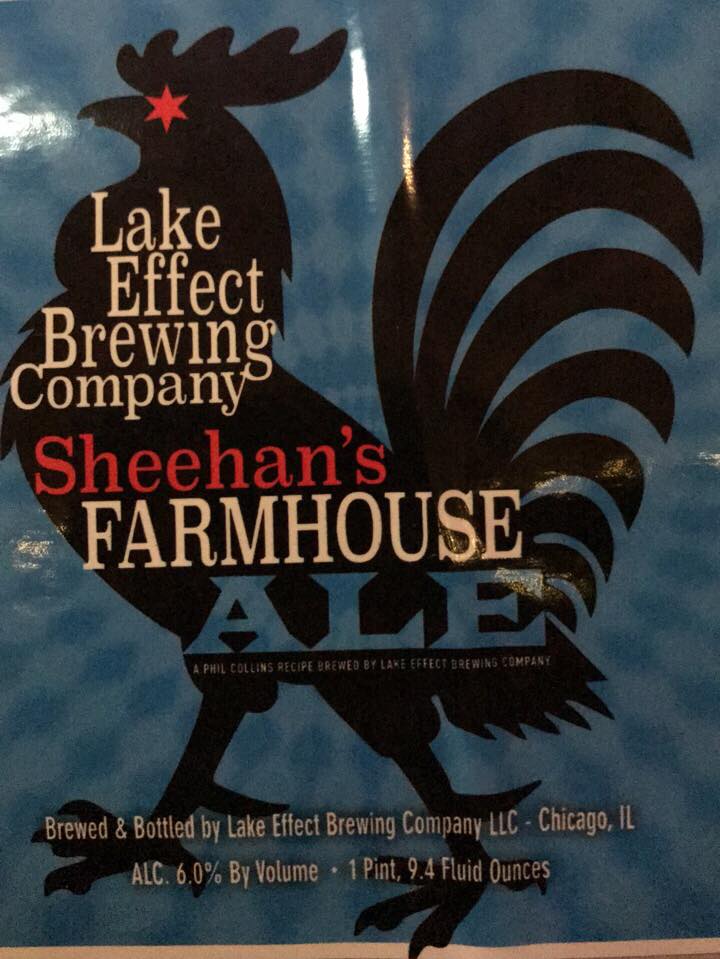 Lake
Effect
Brewing
Company
Sheehan's
FARMHOUSE
ALE
A PHIL COLLINS RECIPE BREWED BY LAKE EFFECT BREWING COMPANY
Brewed & Bottled by Lake Effect Brewing Company LLC - Chicago, IL
ALC. 6.0% By Volume • 1 Pint, 9.4 Fluid Ounces